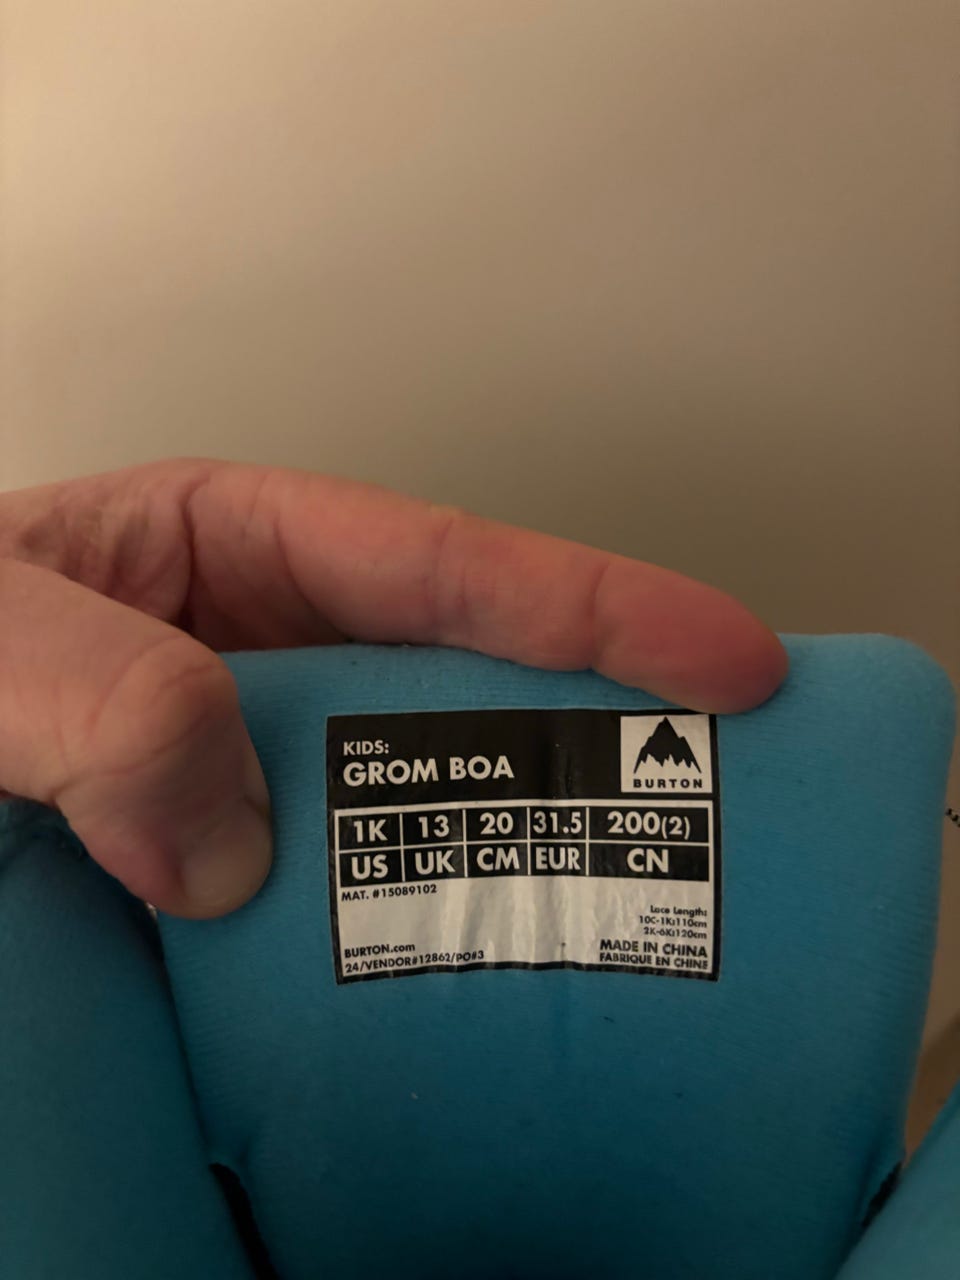 KIDS:
GROM BOA
BURTON
1K 13 20 31.5 200(2)
US UK CM EUR CN
MAT. #15089102
Lace Length:
10C-1K:110cm
2K-6K:120cm
BURTON.com
24/VENDOR#12862/PO#3
MADE IN CHINA
FABRIQUE EN CHINE